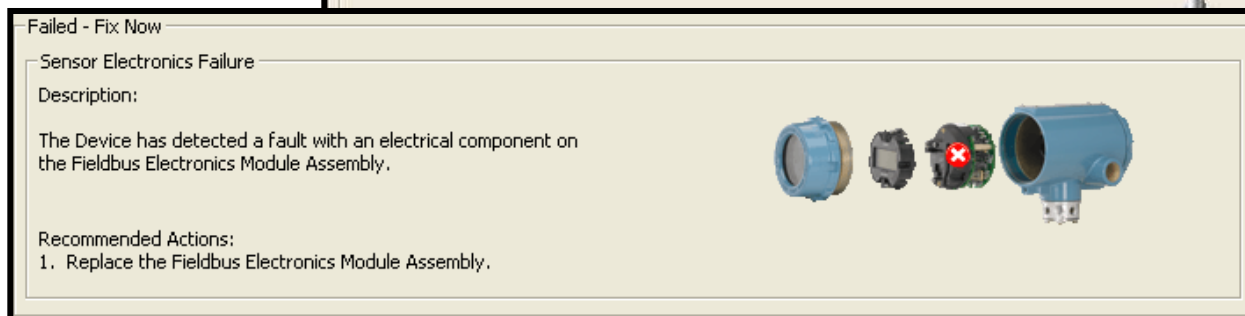 Failed - Fix Now
Sensor Electronics Failure
Description:
The Device has detected a fault with an electrical component on
the Fieldbus Electronics Module Assembly.
Recommended Actions:
1. Replace the Fieldbus Electronics Module Assembly.